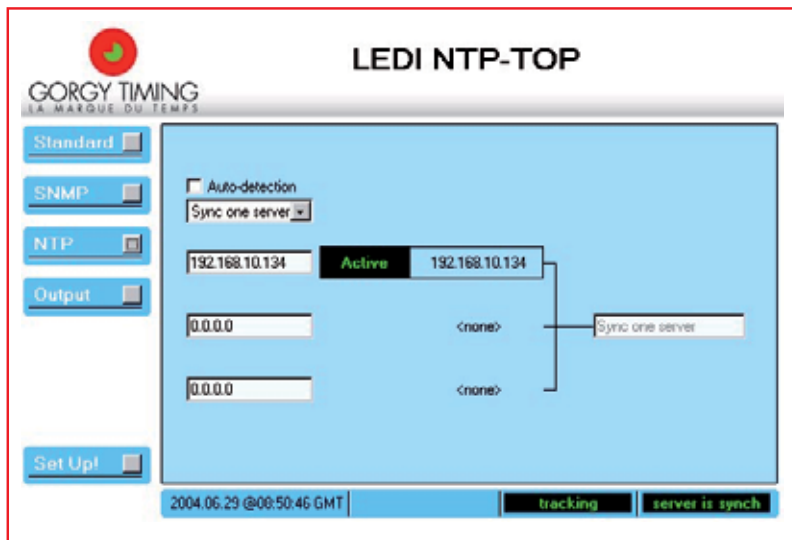 LEDI NTP-TOP
GORGY TIMING
LA MARQUE DU TEMPS
Standard
SNMP
NTP
Output
Set Up!
Auto-detection
Sync one server
192.168.10.134 Active 192.168.10.134
0.0.0.0 <none> Sync one server
0.0.0.0 <none>
2004.06.29 @08:50:46 GMT tracking server is synch